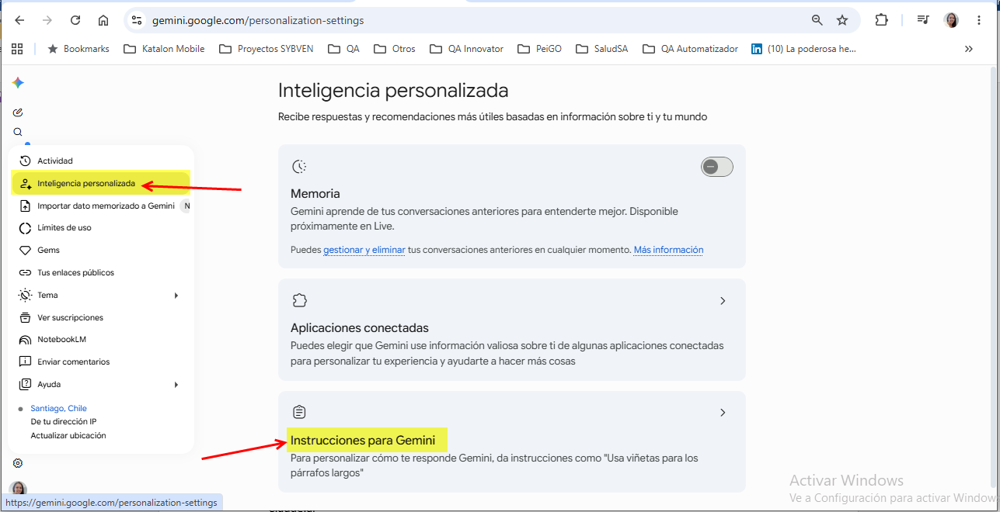 gemini.google.com/personalization-settings
Bookmarks
Katalon Mobile
Proyectos SYBVEN
QA
Otros
QA Innovator
PeiGO
SaludSA
QA Automatizador
(10) La poderosa he...
Actividad
Inteligencia personalizada
Importar dato memorizado a Gemini
N
Límites de uso
Gems
Tus enlaces públicos
Tema
Ver suscripciones
NotebookLM
Enviar comentarios
Ayuda
Santiago, Chile
De tu dirección IP
Actualizar ubicación
https://gemini.google.com/personalization-settings
Inteligencia personalizada
Recibe respuestas y recomendaciones más útiles basadas en información sobre ti y tu mundo
Memoria
Gemini aprende de tus conversaciones anteriores para entenderte mejor. Disponible
próximamente en Live.
Puedes gestionar y eliminar tus conversaciones anteriores en cualquier momento. Más información
Aplicaciones conectadas
Puedes elegir que Gemini use información valiosa sobre ti de algunas aplicaciones conectadas
para personalizar tu experiencia y ayudarte a hacer más cosas
Instrucciones para Gemini
Para personalizar cómo te responde Gemini, da instrucciones como "Usa viñetas para los
párrafos largos"
Activar Windows
Ve a Configuración para activar Window